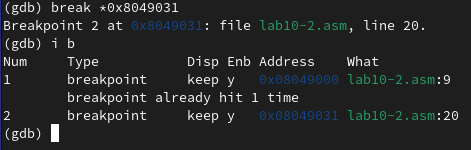 (gdb) break *0x8049031
Breakpoint 2 at 0x8049031: file lab10-2.asm, line 20.
(gdb) i b
Num     Type           Disp Enb Address    What
1       breakpoint     keep y   0x08049000 lab10-2.asm:9
        breakpoint already hit 1 time
2       breakpoint     keep y   0x08049031 lab10-2.asm:20
(gdb)